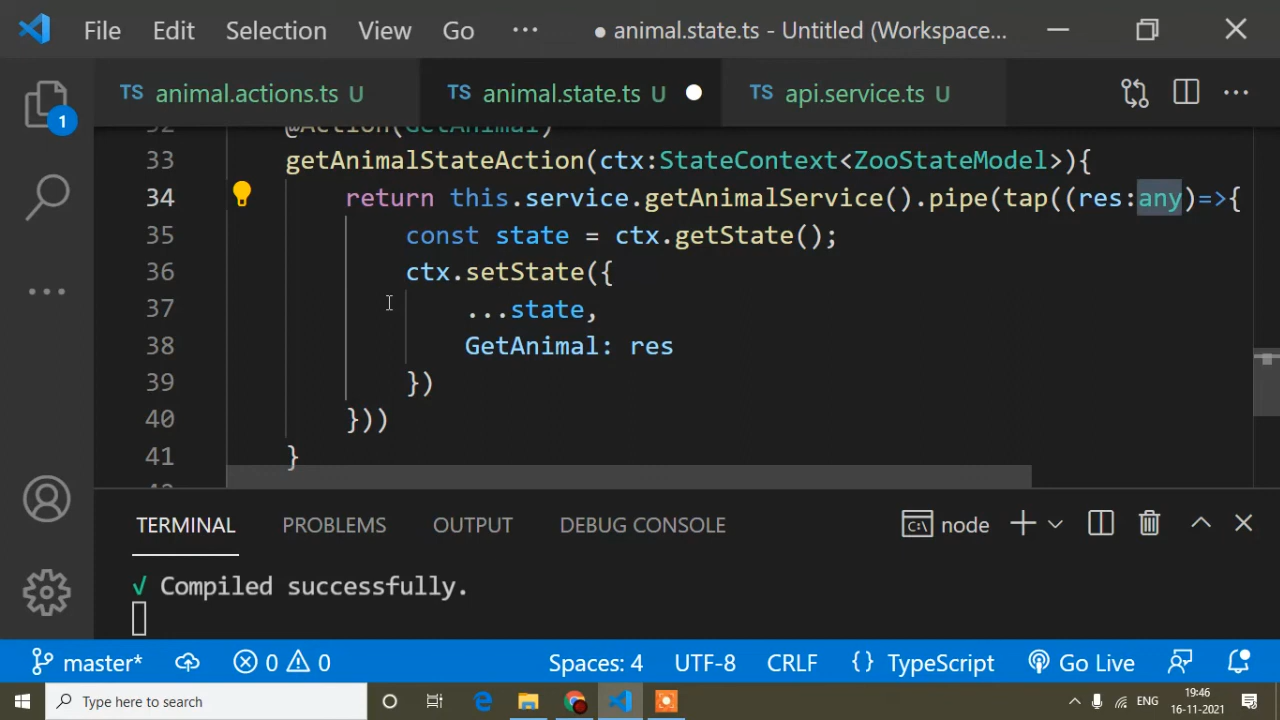 File Edit Selection View Go ··· ● animal.state.ts - Untitled (Workspace...
TS animal.actions.ts U TS animal.state.ts U TS api.service.ts U
32 @Action(GetAnimal)
33 getAnimalStateAction(ctx:StateContext<ZooStateModel>){
34 return this.service.getAnimalService().pipe(tap((res:any)=>{
35 const state = ctx.getState();
36 ctx.setState({
37 ...state,
38 GetAnimal: res
39 })
40 }))
41 }
1
TERMINAL PROBLEMS OUTPUT DEBUG CONSOLE node
√ Compiled successfully.
master* 0 0 Spaces: 4 UTF-8 CRLF {} TypeScript Go Live
Type here to search ENG 19:46
16-11-2021